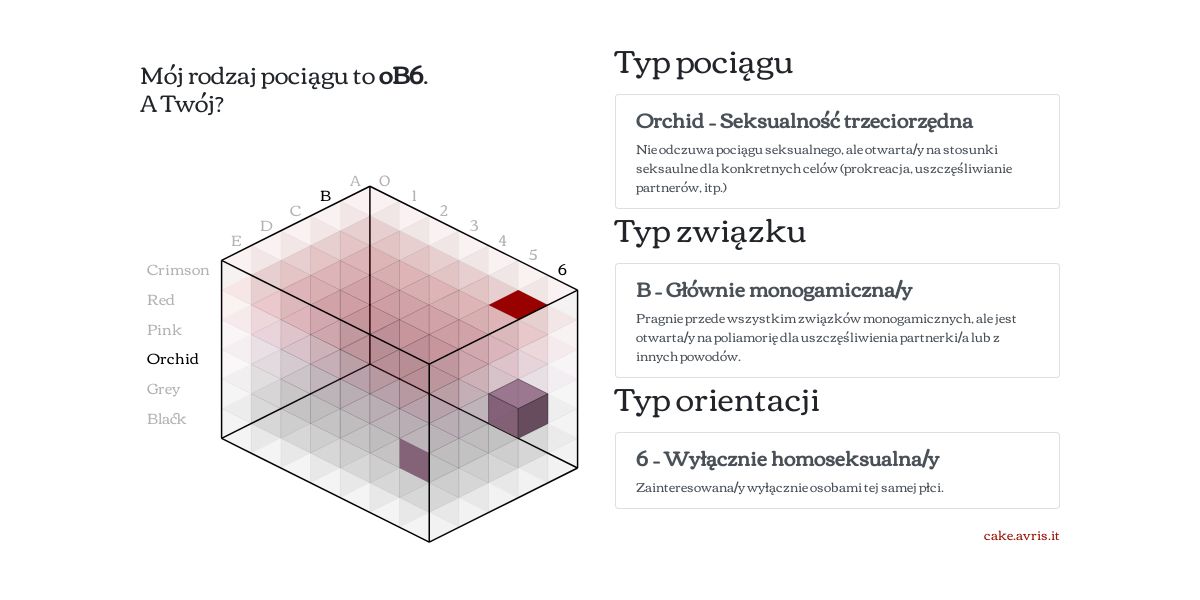 Mój rodzaj pociągu to oB6.
A Twój?
A O
B 1
C 2
D 3
E 4
5
6
Crimson
Red
Pink
Orchid
Grey
Black
Typ pociągu
Orchid – Seksualność trzeciorzędna
Nie odczuwa pociągu seksualnego, ale otwarta/y na stosunki
seksaulne dla konkretnych celów (prokreacja, uszczęśliwianie
partnerów, itp.)
Typ związku
B – Głównie monogamiczna/y
Pragnie przede wszystkim związków monogamicznych, ale jest
otwarta/y na poliamorię dla uszczęśliwienia partnerki/a lub z
innych powodów.
Typ orientacji
6 – Wyłącznie homoseksualna/y
Zainteresowana/y wyłącznie osobami tej samej płci.
cake.avris.it